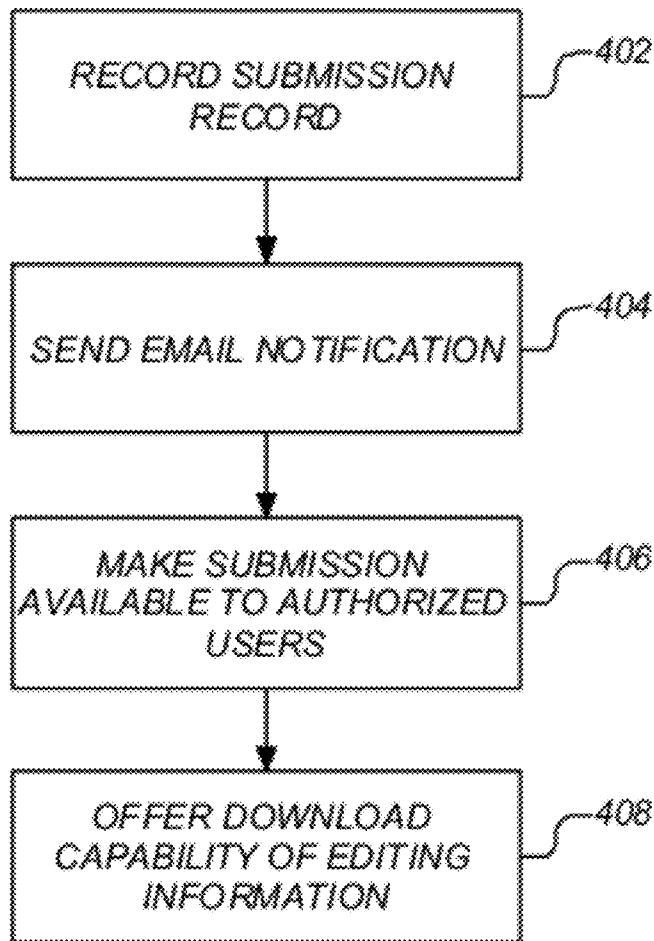 RECORD SUBMISSION
RECORD
402
SEND EMAIL NOTIFICATION
404
MAKE SUBMISSION
AVAILABLE TO AUTHORIZED
USERS
406
OFFER DOWNLOAD
CAPABILITY OF EDITING
INFORMATION
408